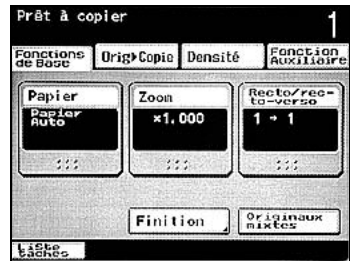 Prêt à copier 1
Fonctions de Base
Orig▸Copie
Densité
Fonction Auxiliaire
Papier
Papier Auto
Zoom
×1.000
Recto/rec-
to-verso
1 → 1
Finition
Originaux mixtes
Liste taches